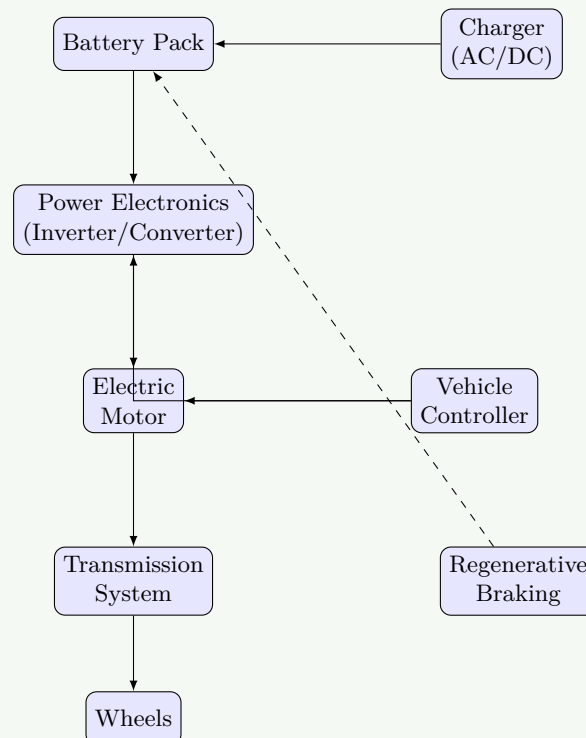 Battery Pack
Charger
(AC/DC)
Power Electronics
(Inverter/Converter)
Electric
Motor
Vehicle
Controller
Transmission
System
Regenerative
Braking
Wheels